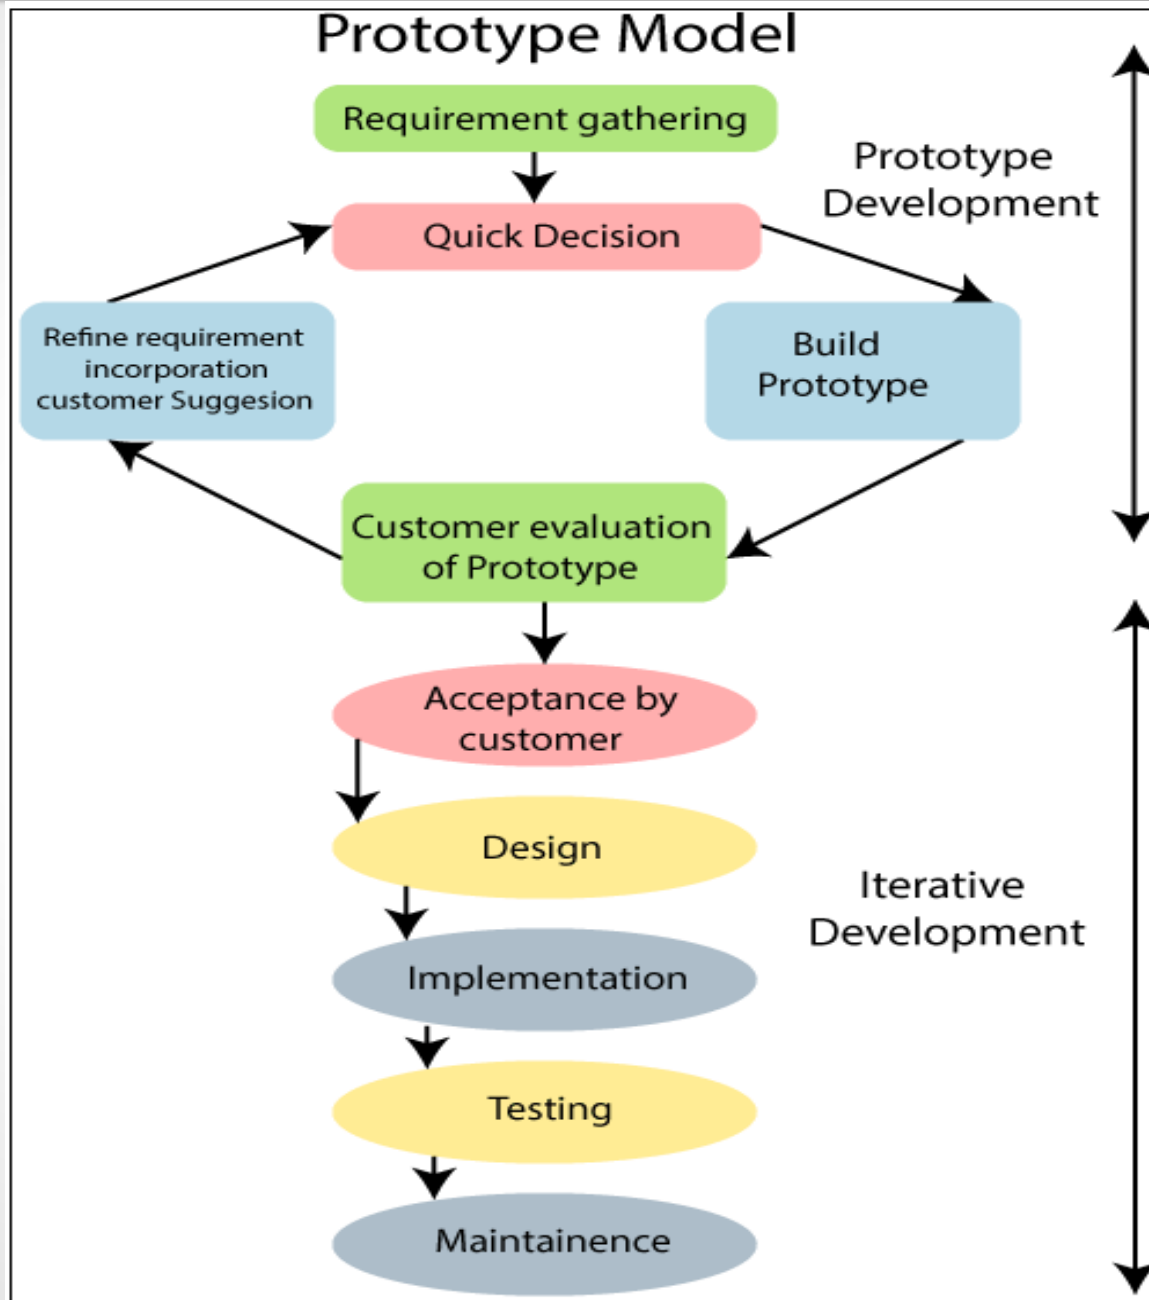 Prototype Model
Requirement gathering
Prototype
Development
Quick Decision
Refine requirement
incorporation
customer Suggesion
Build
Prototype
Customer evaluation
of Prototype
Acceptance by
customer
Design
Iterative
Development
Implementation
Testing
Maintainence